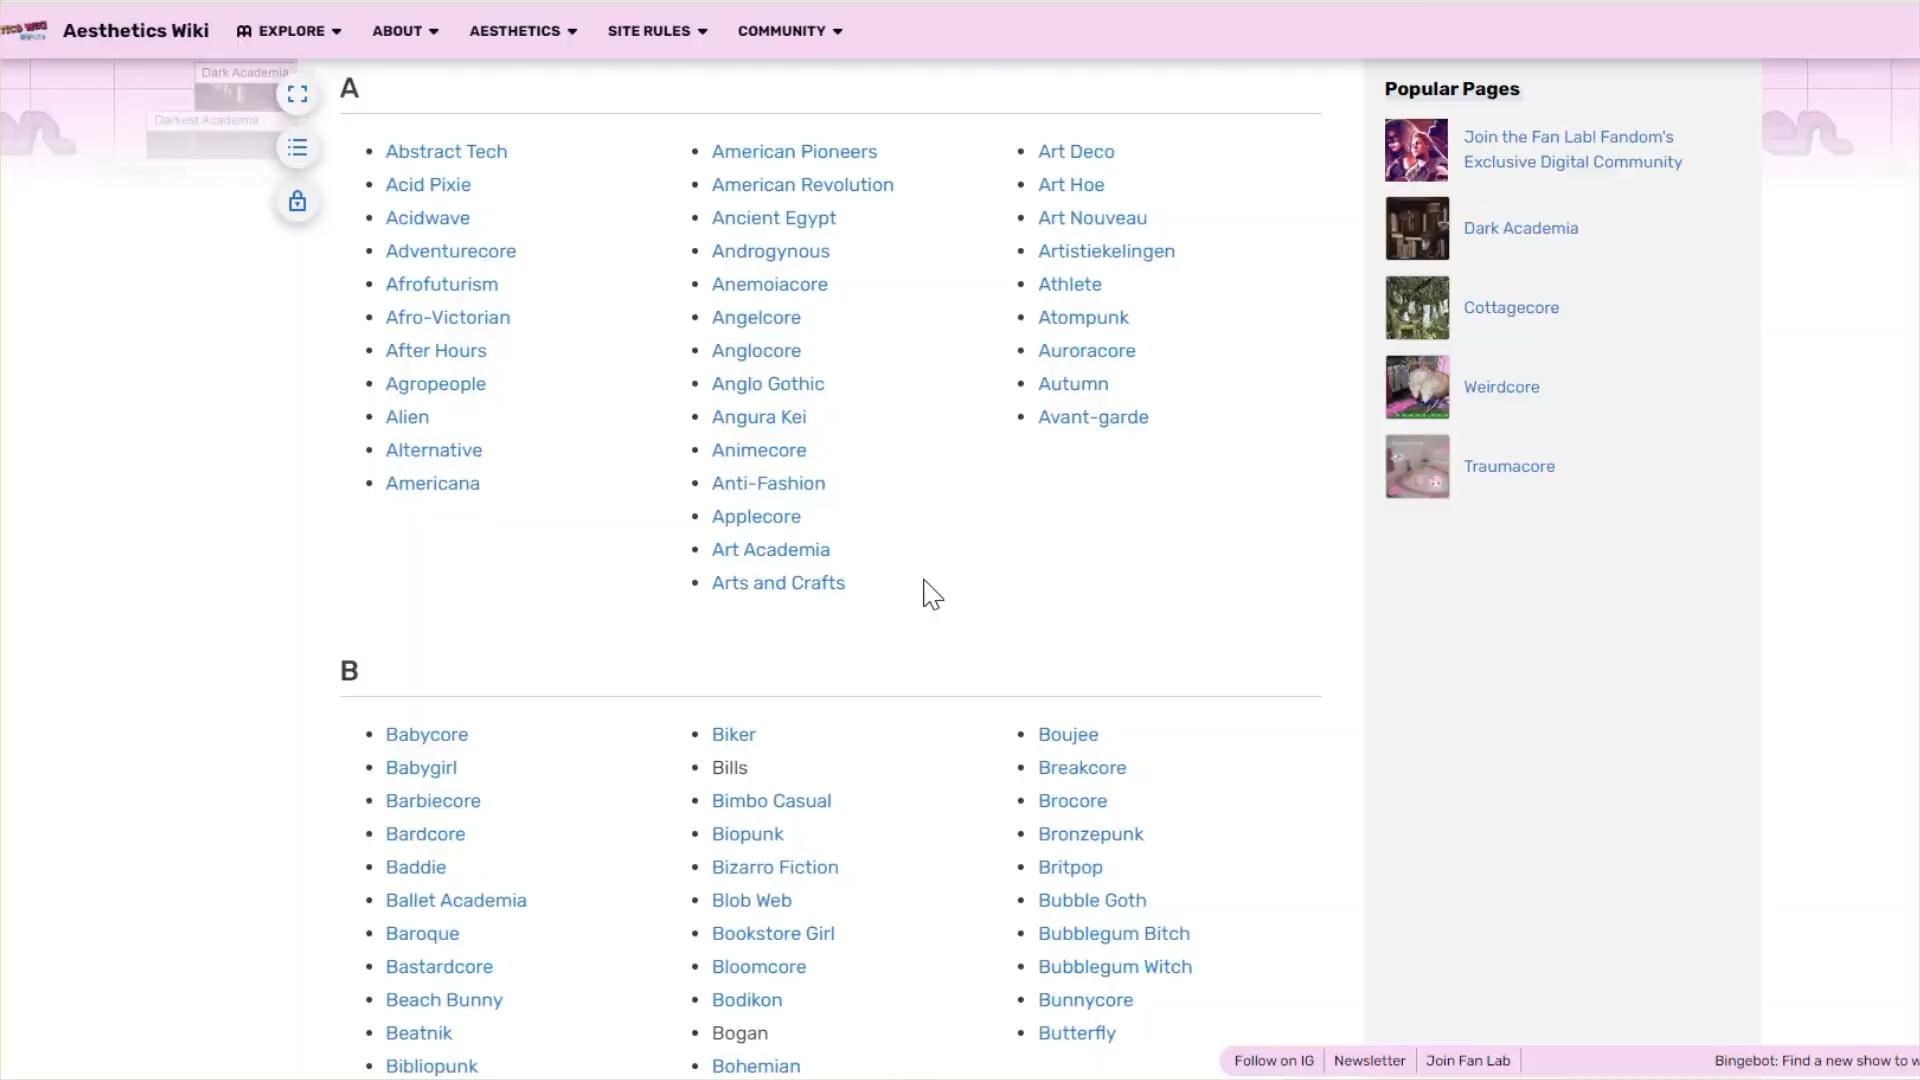 Aesthetics Wiki
EXPLORE
ABOUT
AESTHETICS
SITE RULES
COMMUNITY
Dark Academia
Darkest Academia
A
Abstract Tech
Acid Pixie
Acidwave
Adventurecore
Afrofuturism
Afro-Victorian
After Hours
Agropeople
Alien
Alternative
Americana
American Pioneers
American Revolution
Ancient Egypt
Androgynous
Anemoiacore
Angelcore
Anglocore
Anglo Gothic
Angura Kei
Animecore
Anti-Fashion
Applecore
Art Academia
Arts and Crafts
Art Deco
Art Hoe
Art Nouveau
Artistiekelingen
Athlete
Atompunk
Auroracore
Autumn
Avant-garde
B
Babycore
Babygirl
Barbiecore
Bardcore
Baddie
Ballet Academia
Baroque
Bastardcore
Beach Bunny
Beatnik
Bibliopunk
Biker
Bills
Bimbo Casual
Biopunk
Bizarro Fiction
Blob Web
Bookstore Girl
Bloomcore
Bodikon
Bogan
Bohemian
Boujee
Breakcore
Brocore
Bronzepunk
Britpop
Bubble Goth
Bubblegum Bitch
Bubblegum Witch
Bunnycore
Butterfly
Popular Pages
Join the Fan Lab! Fandom's
Exclusive Digital Community
Dark Academia
Cottagecore
Weirdcore
Traumacore
Follow on IG
Newsletter
Join Fan Lab
Bingebot: Find a new show to w